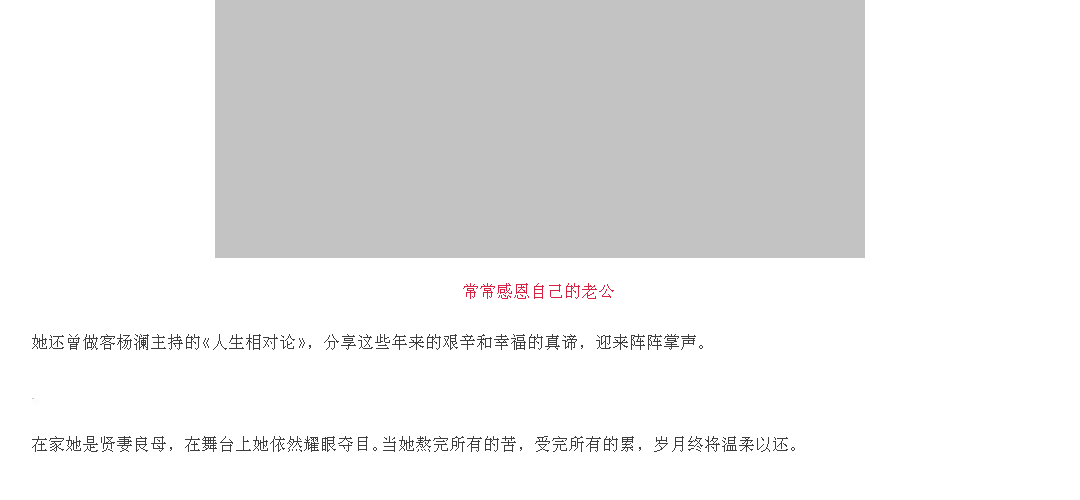 常常感恩自己的老公
她还曾做客杨澜主持的《人生相对论》，分享这些年来的艰辛和幸福的真谛，迎来阵阵掌声。
在家她是贤妻良母，在舞台上她依然耀眼夺目。当她熬完所有的苦，受完所有的累，岁月终将温柔以还。